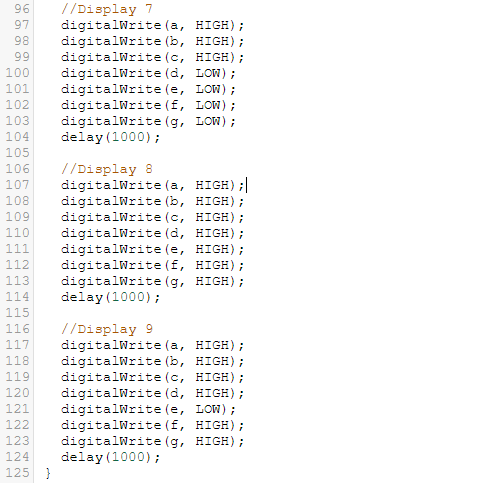 96 //Display 7
97 digitalWrite(a, HIGH);
98 digitalWrite(b, HIGH);
99 digitalWrite(c, HIGH);
100 digitalWrite(d, LOW);
101 digitalWrite(e, LOW);
102 digitalWrite(f, LOW);
103 digitalWrite(g, LOW);
104 delay(1000);
105
106 //Display 8
107 digitalWrite(a, HIGH);
108 digitalWrite(b, HIGH);
109 digitalWrite(c, HIGH);
110 digitalWrite(d, HIGH);
111 digitalWrite(e, HIGH);
112 digitalWrite(f, HIGH);
113 digitalWrite(g, HIGH);
114 delay(1000);
115
116 //Display 9
117 digitalWrite(a, HIGH);
118 digitalWrite(b, HIGH);
119 digitalWrite(c, HIGH);
120 digitalWrite(d, HIGH);
121 digitalWrite(e, LOW);
122 digitalWrite(f, HIGH);
123 digitalWrite(g, HIGH);
124 delay(1000);
125 }